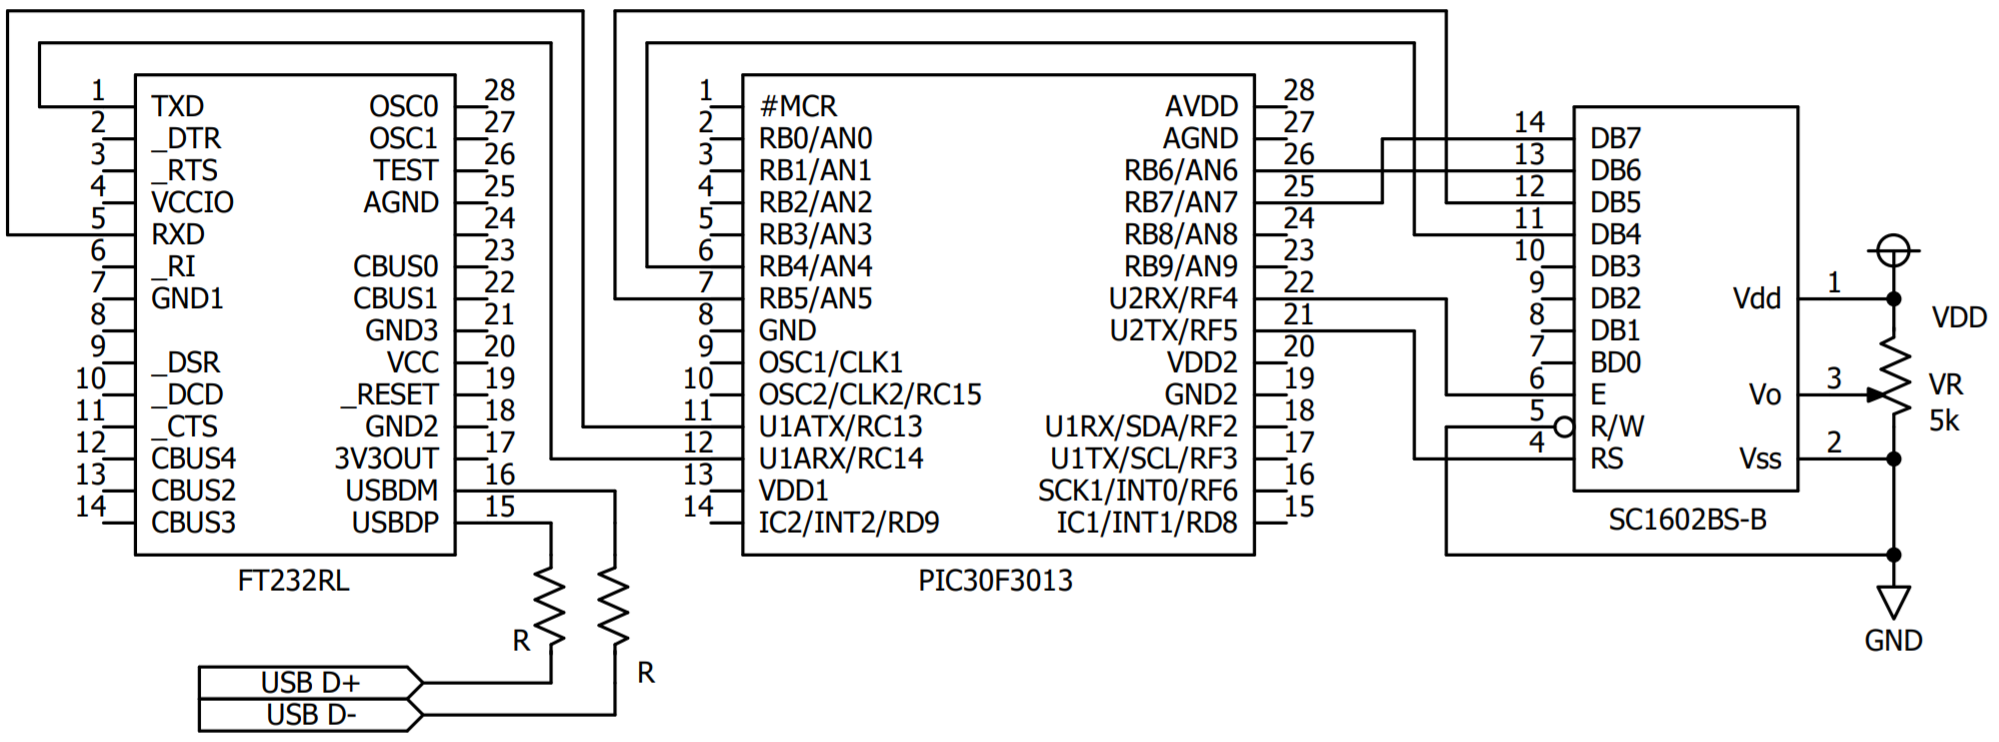 1 TXD OSC0 28
2 _DTR OSC1 27
3 _RTS TEST 26
4 VCCIO AGND 25
5 RXD 24
6 _RI CBUS0 23
7 GND1 CBUS1 22
8 GND3 21
9 _DSR VCC 20
10 _DCD _RESET 19
11 _CTS GND2 18
12 CBUS4 3V3OUT 17
13 CBUS2 USBDM 16
14 CBUS3 USBDP 15
FT232RL
R
R
USB D+
USB D-
1 #MCR AVDD 28
2 RB0/AN0 AGND 27
3 RB1/AN1 RB6/AN6 26
4 RB2/AN2 RB7/AN7 25
5 RB3/AN3 RB8/AN8 24
6 RB4/AN4 RB9/AN9 23
7 RB5/AN5 U2RX/RF4 22
8 GND U2TX/RF5 21
9 OSC1/CLK1 VDD2 20
10 OSC2/CLK2/RC15 GND2 19
11 U1ATX/RC13 U1RX/SDA/RF2 18
12 U1ARX/RC14 U1TX/SCL/RF3 17
13 VDD1 SCK1/INT0/RF6 16
14 IC2/INT2/RD9 IC1/INT1/RD8 15
PIC30F3013
14 DB7
13 DB6
12 DB5
11 DB4
10 DB3
9 DB2 Vdd 1
8 DB1
7 BD0
6 E Vo 3
5 R/W
4 RS Vss 2
SC1602BS-B
VDD
VR
5k
GND